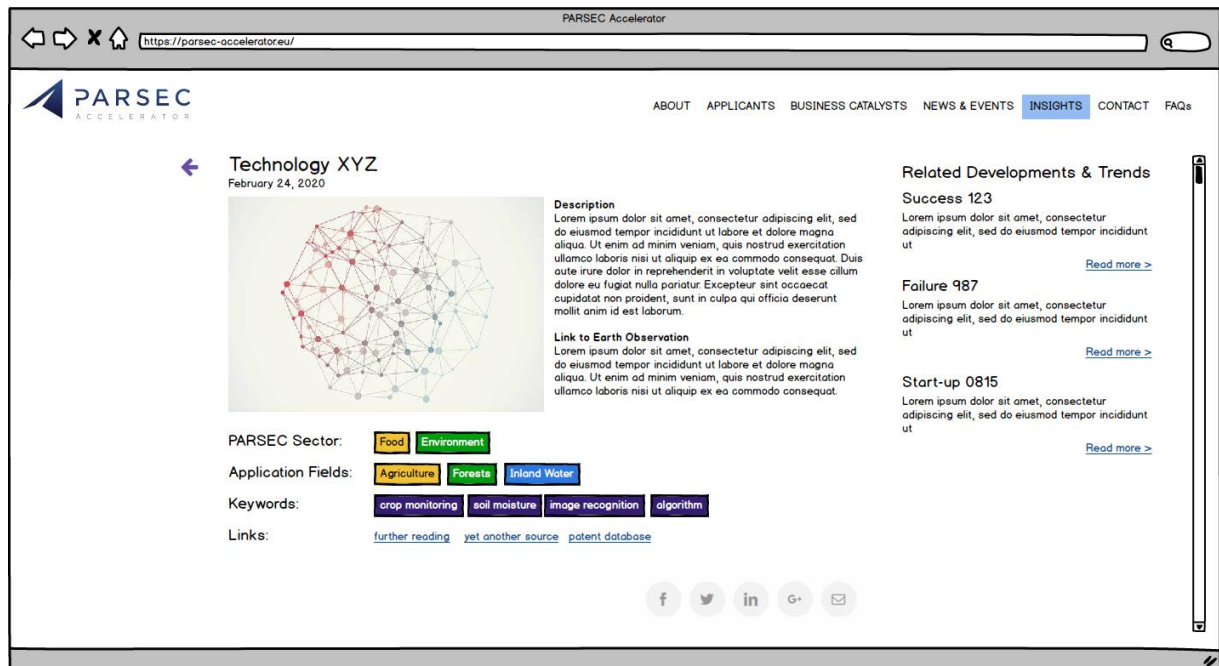 PARSEC Accelerator
https://parsec-accelerator.eu/
PARSEC
ACCELERATOR
ABOUT APPLICANTS BUSINESS CATALYSTS NEWS & EVENTS INSIGHTS CONTACT FAQs
Technology XYZ
February 24, 2020
Description
Lorem ipsum dolor sit amet, consectetur adipiscing elit, sed
do eiusmod tempor incididunt ut labore et dolore magna
aliqua. Ut enim ad minim veniam, quis nostrud exercitation
ullamco laboris nisi ut aliquip ex ea commodo consequat. Duis
aute irure dolor in reprehenderit in voluptate velit esse cillum
dolore eu fugiat nulla pariatur. Excepteur sint occaecat
cupidatat non proident, sunt in culpa qui officia deserunt
mollit anim id est laborum.
Link to Earth Observation
Lorem ipsum dolor sit amet, consectetur adipiscing elit, sed
do eiusmod tempor incididunt ut labore et dolore magna
aliqua. Ut enim ad minim veniam, quis nostrud exercitation
ullamco laboris nisi ut aliquip ex ea commodo consequat.
PARSEC Sector: Food Environment
Application Fields: Agriculture Forests Inland Water
Keywords: crop monitoring soil moisture image recognition algorithm
Links: further reading yet another source patent database
Related Developments & Trends
Success 123
Lorem ipsum dolor sit amet, consectetur
adipiscing elit, sed do eiusmod tempor incididunt
ut
Read more >
Failure 987
Lorem ipsum dolor sit amet, consectetur
adipiscing elit, sed do eiusmod tempor incididunt
ut
Read more >
Start-up 0815
Lorem ipsum dolor sit amet, consectetur
adipiscing elit, sed do eiusmod tempor incididunt
ut
Read more >
f in G+